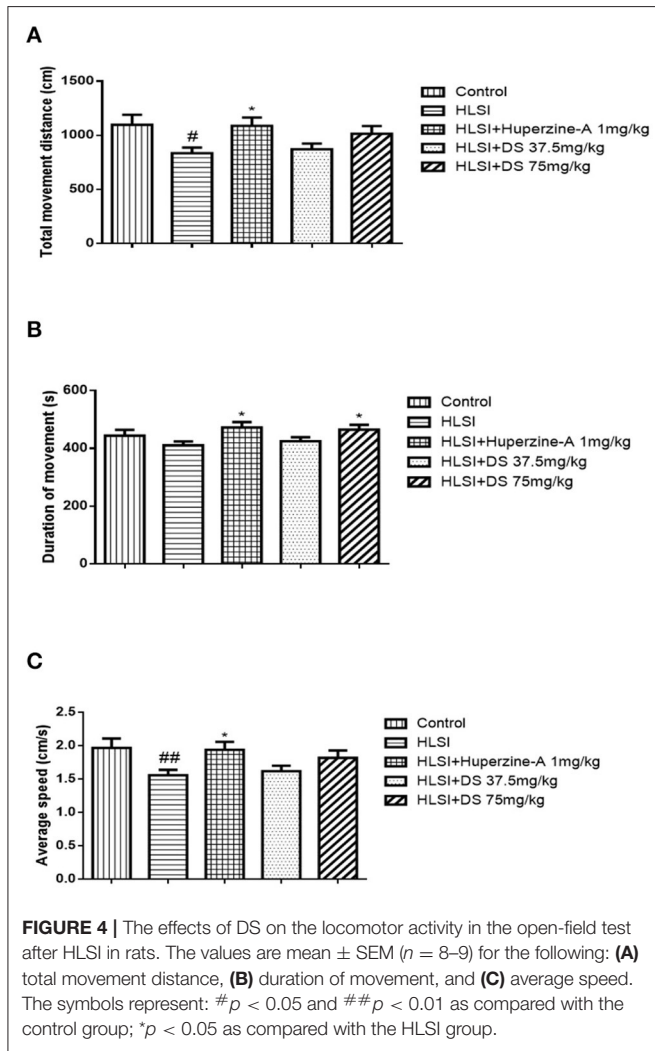 A
Total movement distance (cm)
1500
1000
500
0
#
*
Control
HLSI
HLSI+Huperzine-A 1mg/kg
HLSI+DS 37.5mg/kg
HLSI+DS 75mg/kg
B
Duration of movement (s)
600
400
200
0
*
*
Control
HLSI
HLSI+Huperzine-A 1mg/kg
HLSI+DS 37.5mg/kg
HLSI+DS 75mg/kg
C
Average speed (cm/s)
2.5
2.0
1.5
1.0
0.5
0.0
##
*
Control
HLSI
HLSI+Huperzine-A 1mg/kg
HLSI+DS 37.5mg/kg
HLSI+DS 75mg/kg
FIGURE 4 | The effects of DS on the locomotor activity in the open-field test
after HLSI in rats. The values are mean ± SEM (n = 8–9) for the following: (A)
total movement distance, (B) duration of movement, and (C) average speed.
The symbols represent: #p < 0.05 and ##p < 0.01 as compared with the
control group; *p < 0.05 as compared with the HLSI group.